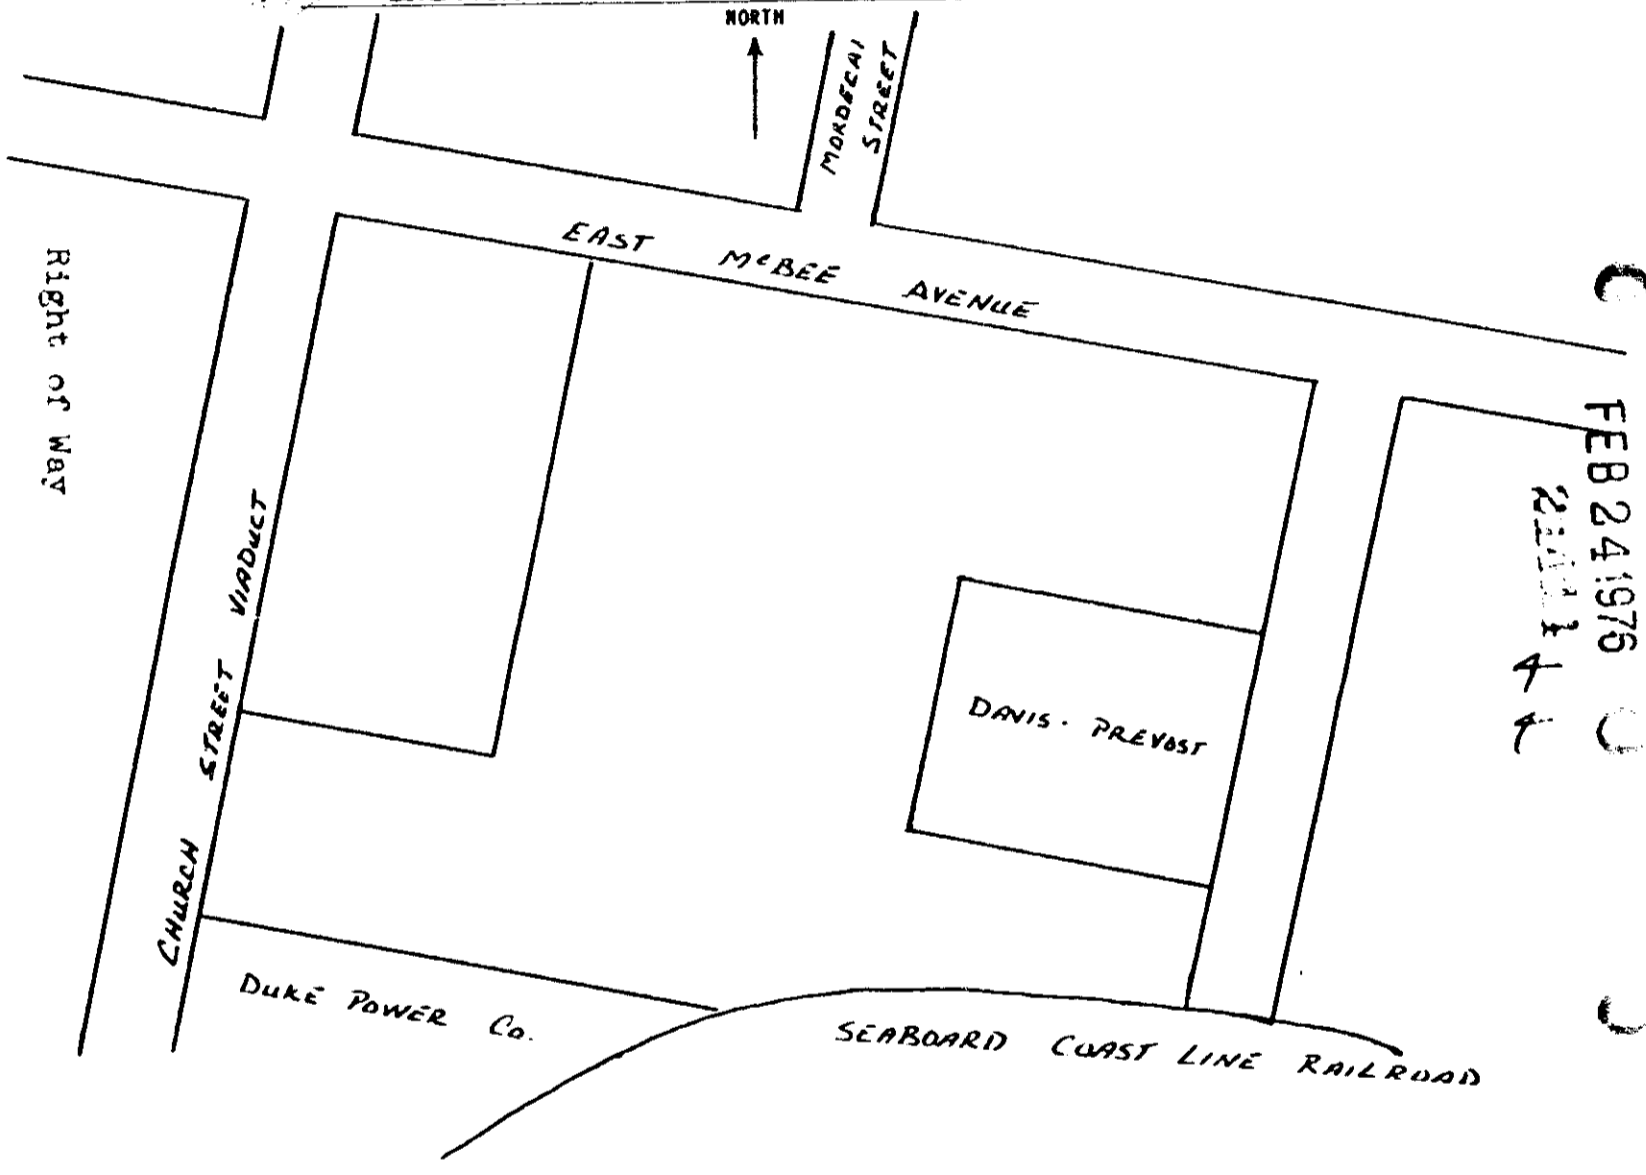 NORTH
MORDECAI
STREET
EAST McBEE AVENUE
Right of Way
FEB 24 1976
CHURCH STREET VIADUCT
DAVIS - PREVOST
DUKE POWER Co.
SEABOARD COAST LINE RAILROAD